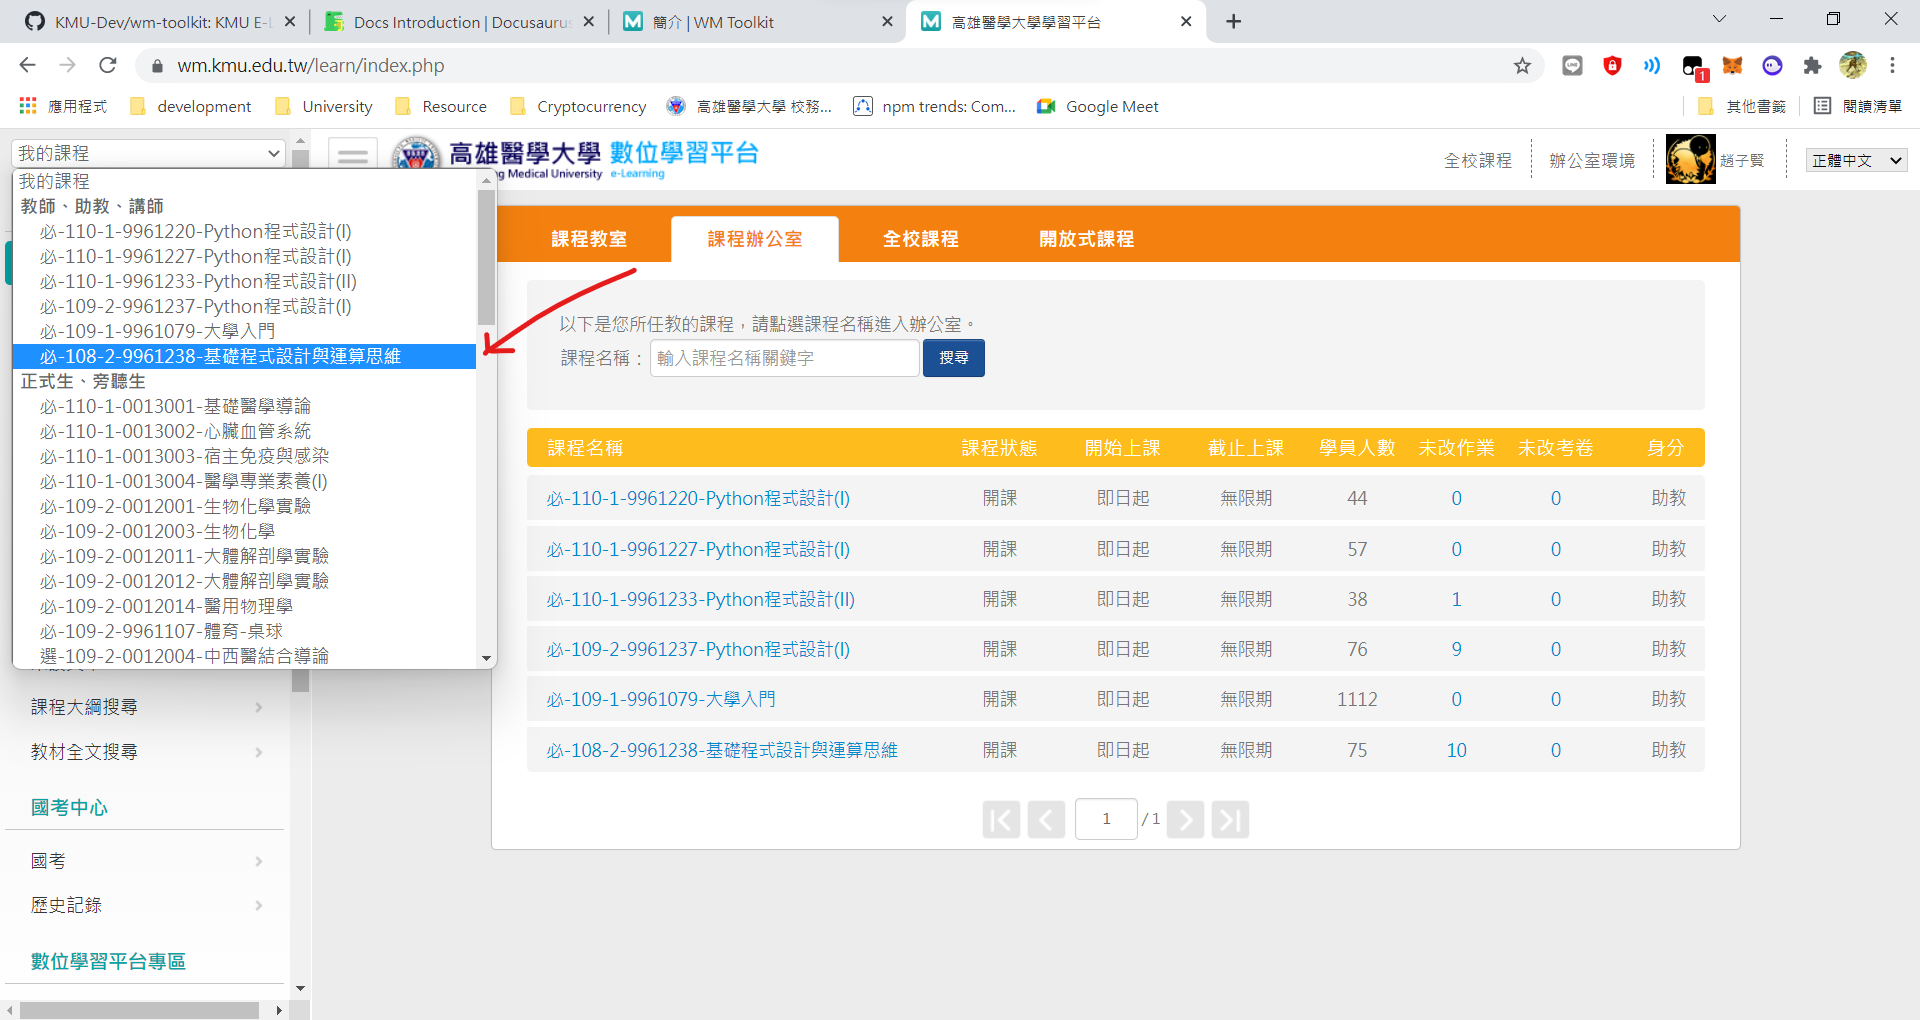 KMU-Dev/wm-toolkit: KMU E-L
Docs Introduction | Docusaurus
簡介 | WM Toolkit
高雄醫學大學學習平台
wm.kmu.edu.tw/learn/index.php
1
應用程式
development
University
Resource
Cryptocurrency
高雄醫學大學 校務...
npm trends: Com...
Google Meet
其他書籤
閱讀清單
我的課程
高雄醫學大學 數位學習平台
g Medical University e-Learning
全校課程
辦公室環境
趙子賢
正體中文
我的課程
教師、助教、講師
必-110-1-9961220-Python程式設計(I)
必-110-1-9961227-Python程式設計(I)
必-110-1-9961233-Python程式設計(II)
必-109-2-9961237-Python程式設計(I)
必-109-1-9961079-大學入門
必-108-2-9961238-基礎程式設計與運算思維
正式生、旁聽生
必-110-1-0013001-基礎醫學導論
必-110-1-0013002-心臟血管系統
必-110-1-0013003-宿主免疫與感染
必-110-1-0013004-醫學專業素養(I)
必-109-2-0012001-生物化學實驗
必-109-2-0012003-生物化學
必-109-2-0012011-大體解剖學實驗
必-109-2-0012012-大體解剖學實驗
必-109-2-0012014-醫用物理學
必-109-2-9961107-體育-桌球
選-109-2-0012004-中西醫結合導論
課程大綱搜尋
教材全文搜尋
國考中心
國考
歷史記錄
數位學習平台專區
課程教室 課程辦公室 全校課程 開放式課程
以下是您所任教的課程，請點選課程名稱進入辦公室。
課程名稱： 輸入課程名稱關鍵字 搜尋
課程名稱 課程狀態 開始上課 截止上課 學員人數 未改作業 未改考卷 身分
必-110-1-9961220-Python程式設計(I) 開課 即日起 無限期 44 0 0 助教
必-110-1-9961227-Python程式設計(I) 開課 即日起 無限期 57 0 0 助教
必-110-1-9961233-Python程式設計(II) 開課 即日起 無限期 38 1 0 助教
必-109-2-9961237-Python程式設計(I) 開課 即日起 無限期 76 9 0 助教
必-109-1-9961079-大學入門 開課 即日起 無限期 1112 0 0 助教
必-108-2-9961238-基礎程式設計與運算思維 開課 即日起 無限期 75 10 0 助教
1 / 1